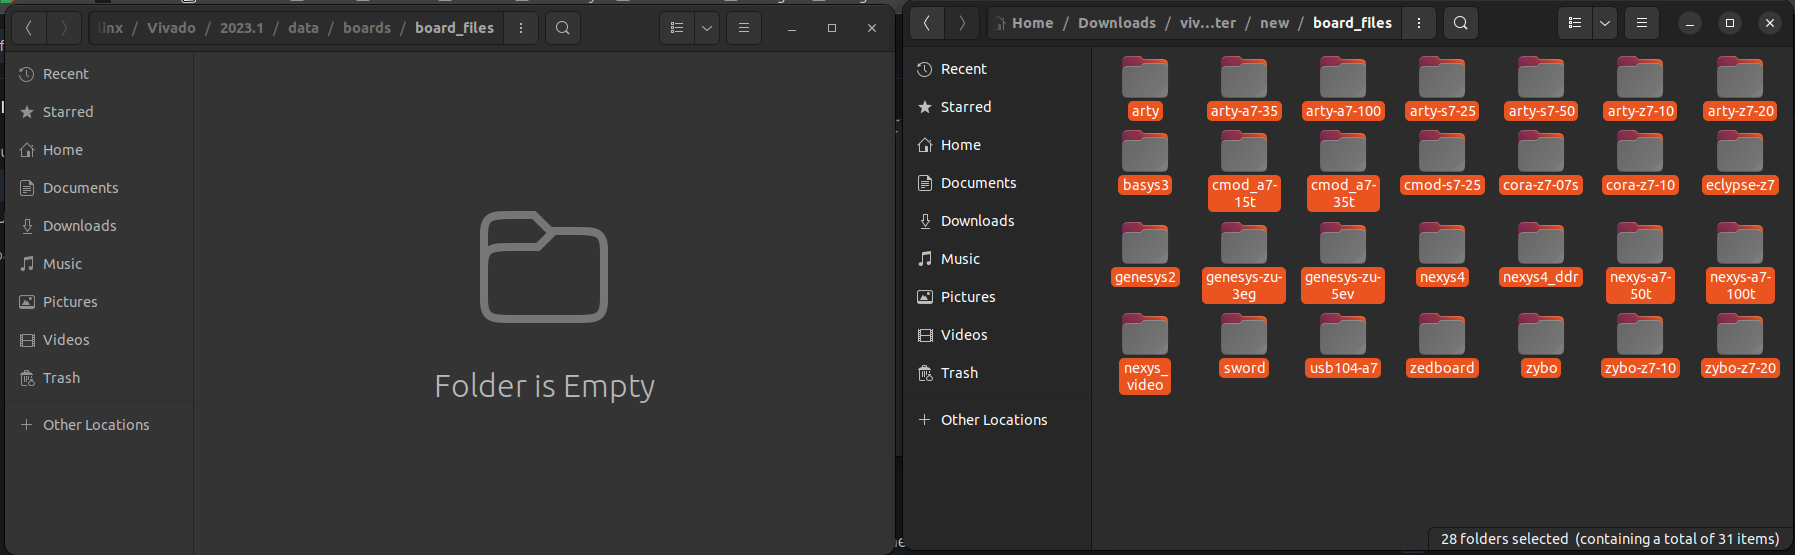 linx / Vivado / 2023.1 / data / boards / board_files
Recent
Starred
Home
Documents
Downloads
Music
Pictures
Videos
Trash
Other Locations
Folder is Empty
Home / Downloads / viv...ter / new / board_files
Recent
Starred
Home
Documents
Downloads
Music
Pictures
Videos
Trash
Other Locations
arty
arty-a7-35
arty-a7-100
arty-s7-25
arty-s7-50
arty-z7-10
arty-z7-20
basys3
cmod_a7-
15t
cmod_a7-
35t
cmod-s7-25
cora-z7-07s
cora-z7-10
eclypse-z7
genesys2
genesys-zu-
3eg
genesys-zu-
5ev
nexys4
nexys4_ddr
nexys-a7-
50t
nexys-a7-
100t
nexys_
video
sword
usb104-a7
zedboard
zybo
zybo-z7-10
zybo-z7-20
28 folders selected (containing a total of 31 items)